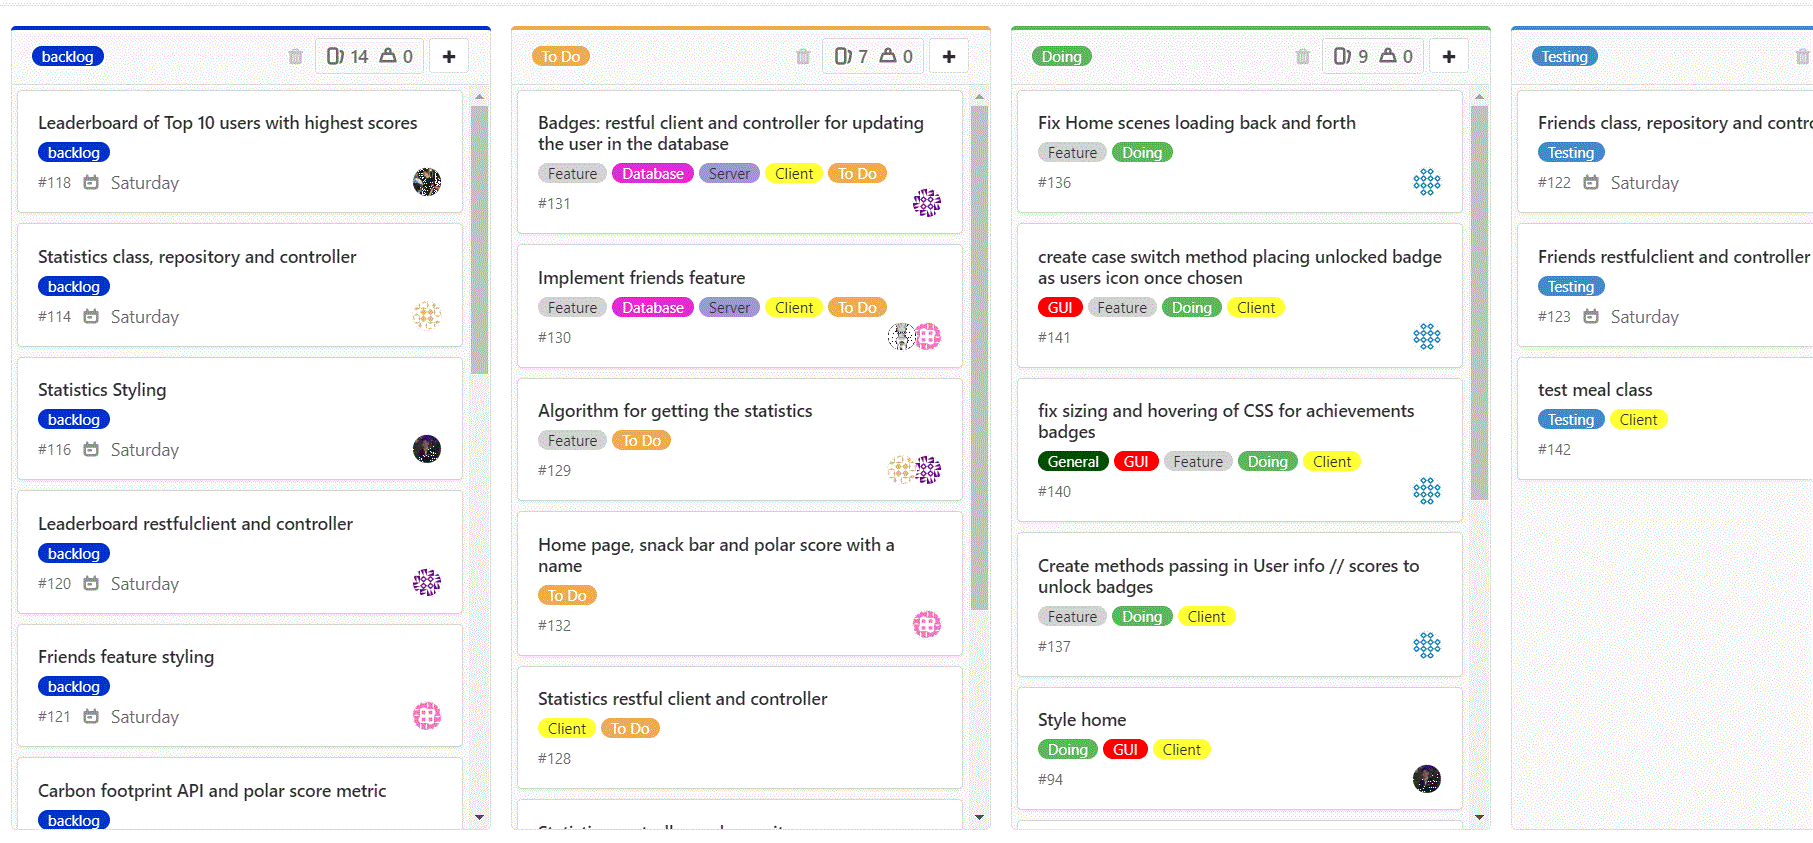 backlog
14 0
Leaderboard of Top 10 users with highest scores
backlog
#118 Saturday
Statistics class, repository and controller
backlog
#114 Saturday
Statistics Styling
backlog
#116 Saturday
Leaderboard restfulclient and controller
backlog
#120 Saturday
Friends feature styling
backlog
#121 Saturday
Carbon footprint API and polar score metric
backlog
To Do
7 0
Badges: restful client and controller for updating
the user in the database
Feature Database Server Client To Do
#131
Implement friends feature
Feature Database Server Client To Do
#130
Algorithm for getting the statistics
Feature To Do
#129
Home page, snack bar and polar score with a
name
To Do
#132
Statistics restful client and controller
Client To Do
#128
Doing
9 0
Fix Home scenes loading back and forth
Feature Doing
#136
create case switch method placing unlocked badge
as users icon once chosen
GUI Feature Doing Client
#141
fix sizing and hovering of CSS for achievements
badges
General GUI Feature Doing Client
#140
Create methods passing in User info // scores to
unlock badges
Feature Doing Client
#137
Style home
Doing GUI Client
#94
Testing
Friends class, repository and contro
Testing
#122 Saturday
Friends restfulclient and controller
Testing
#123 Saturday
test meal class
Testing Client
#142